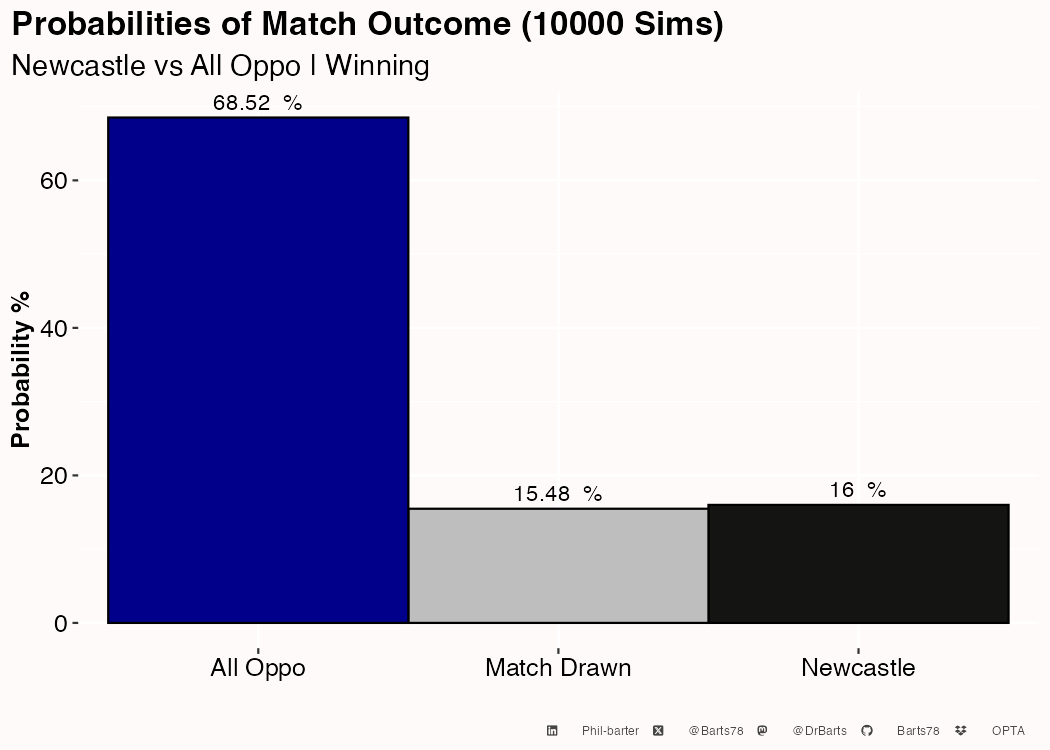 Probabilities of Match Outcome (10000 Sims)
Newcastle vs All Oppo | Winning
68.52 %
60
40
20
0
Probability %
15.48 %
16 %
All Oppo Match Drawn Newcastle
Phil-barter @Barts78 @DrBarts Barts78 OPTA